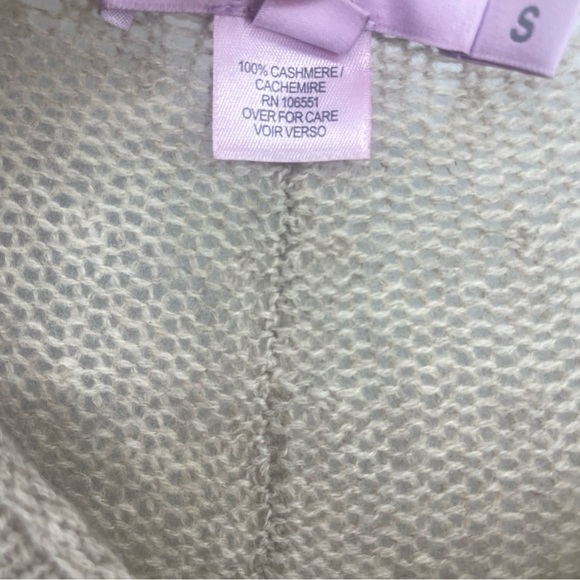 S
100% CASHMERE/
CACHEMIRE
RN 106551
OVER FOR CARE
VOIR VERSO